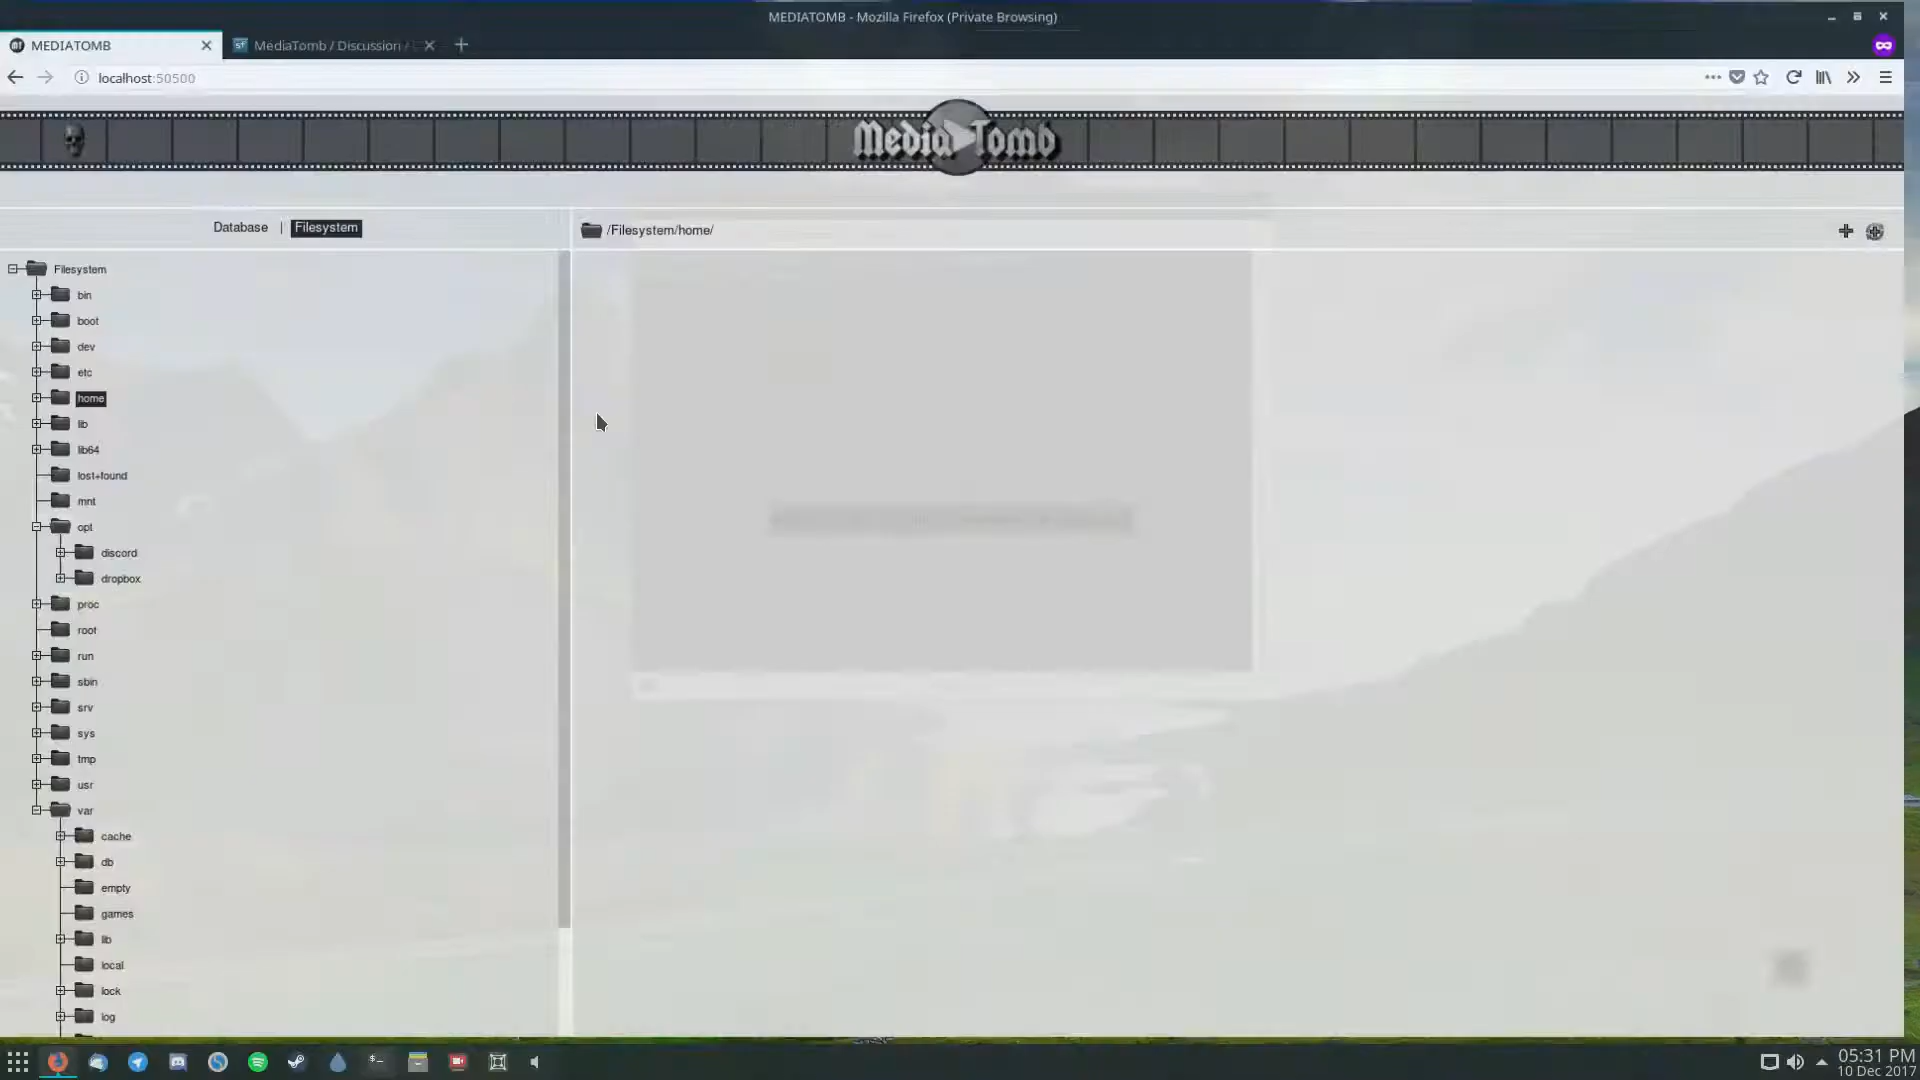 MEDIATOMB - Mozilla Firefox (Private Browsing)
MEDIATOMB
MediaTomb / Discussion /
localhost:50500
MediaTomb
Database | Filesystem
/Filesystem/home/
Filesystem
bin
boot
dev
etc
home
lib
lib64
lost+found
mnt
opt
discord
dropbox
proc
root
run
sbin
srv
sys
tmp
usr
var
cache
db
empty
games
lib
local
lock
log
05:31 PM
10 Dec 2017